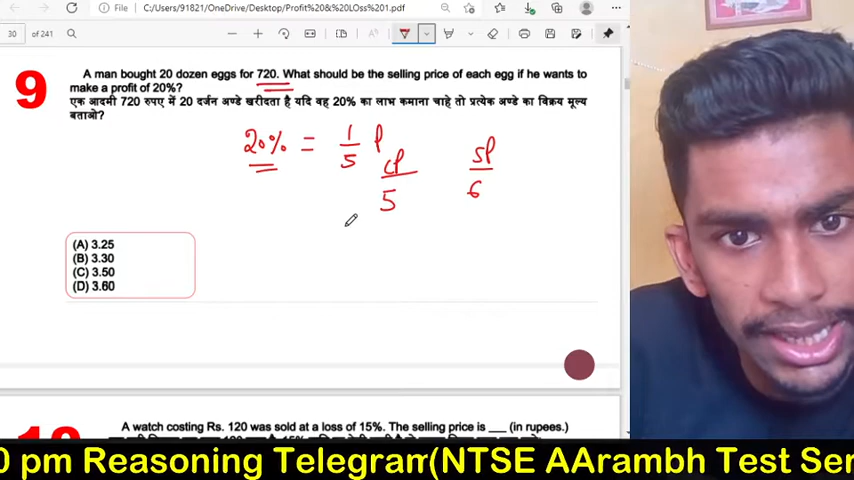 File
C:/Users/91821/OneDrive/Desktop/Profit%20&%20LOss%201.pdf
30 of 241
9
A man bought 20 dozen eggs for 720. What should be the selling price of each egg if he wants to
make a profit of 20%?
एक आदमी 720 रुपए में 20 दर्जन अण्डे खरीदता है यदि वह 20% का लाभ कमाना चाहे तो प्रत्येक अण्डे का विक्रय मूल्य
बताओ?
20% = 1/5 P
CP SP
5 6
(A) 3.25
(B) 3.30
(C) 3.50
(D) 3.60
A watch costing Rs. 120 was sold at a loss of 15%. The selling price is ___ (in rupees.)
0 pm Reasoning Telegram(NTSE AArambh Test Ser